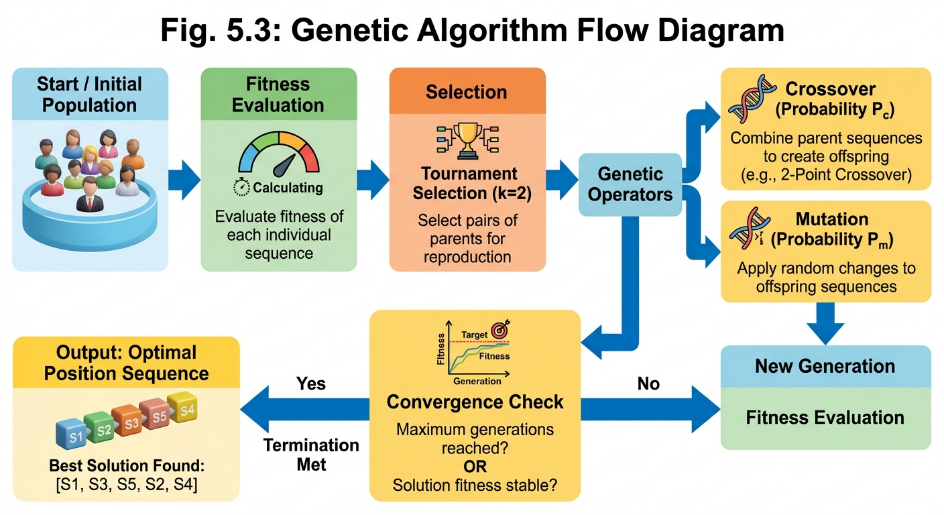 Fig. 5.3: Genetic Algorithm Flow Diagram
Start / Initial
Population
Fitness
Evaluation
Calculating
Evaluate fitness of
each individual
sequence
Selection
Tournament
Selection (k=2)
Select pairs of
parents for
reproduction
Genetic
Operators
Crossover
(Probability Pc)
Combine parent sequences
to create offspring
(e.g., 2-Point Crossover)
Mutation
(Probability Pm)
Apply random changes to
offspring sequences
New Generation
Fitness Evaluation
Fitness
Target
Fitness
Generation
Convergence Check
Maximum generations
reached?
OR
Solution fitness stable?
No
Yes
Termination
Met
Output: Optimal
Position Sequence
S1 S2 S3 S5 S4
Best Solution Found:
[S1, S3, S5, S2, S4]